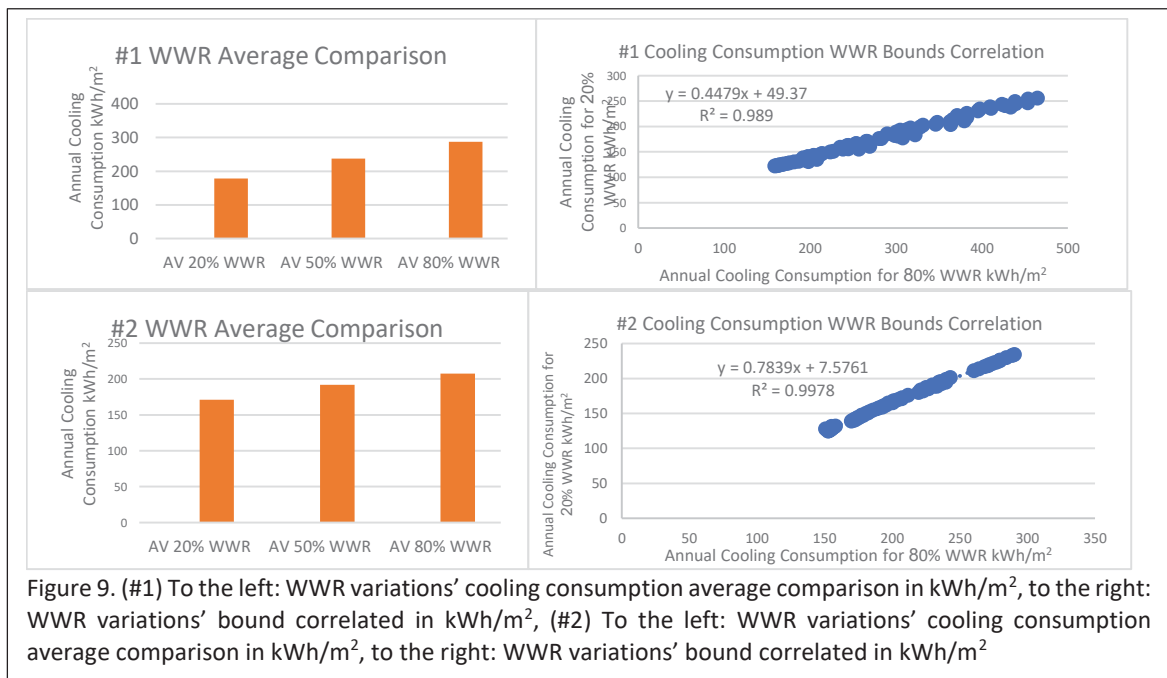 #1 WWR Average Comparison
Annual Cooling
Consumption kWh/m²
400
300
200
100
0
AV 20% WWR AV 50% WWR AV 80% WWR
#1 Cooling Consumption WWR Bounds Correlation
Annual Cooling
Consumption for 20%
WWR kWh/m²
300
250
200
150
100
50
0
y = 0.4479x + 49.37
R² = 0.989
0 100 200 300 400 500
Annual Cooling Consumption for 80% WWR kWh/m²
#2 WWR Average Comparison
Annual Cooling
Consumption kWh/m²
250
200
150
100
50
0
AV 20% WWR AV 50% WWR AV 80% WWR
#2 Cooling Consumption WWR Bounds Correlation
Annual Cooling Consumption for
20% WWR kWh/m²
250
200
150
100
50
0
y = 0.7839x + 7.5761
R² = 0.9978
0 50 100 150 200 250 300 350
Annual Cooling Consumption for 80% WWR kWh/m²
Figure 9. (#1) To the left: WWR variations’ cooling consumption average comparison in kWh/m², to the right:
WWR variations’ bound correlated in kWh/m², (#2) To the left: WWR variations’ cooling consumption
average comparison in kWh/m², to the right: WWR variations’ bound correlated in kWh/m²